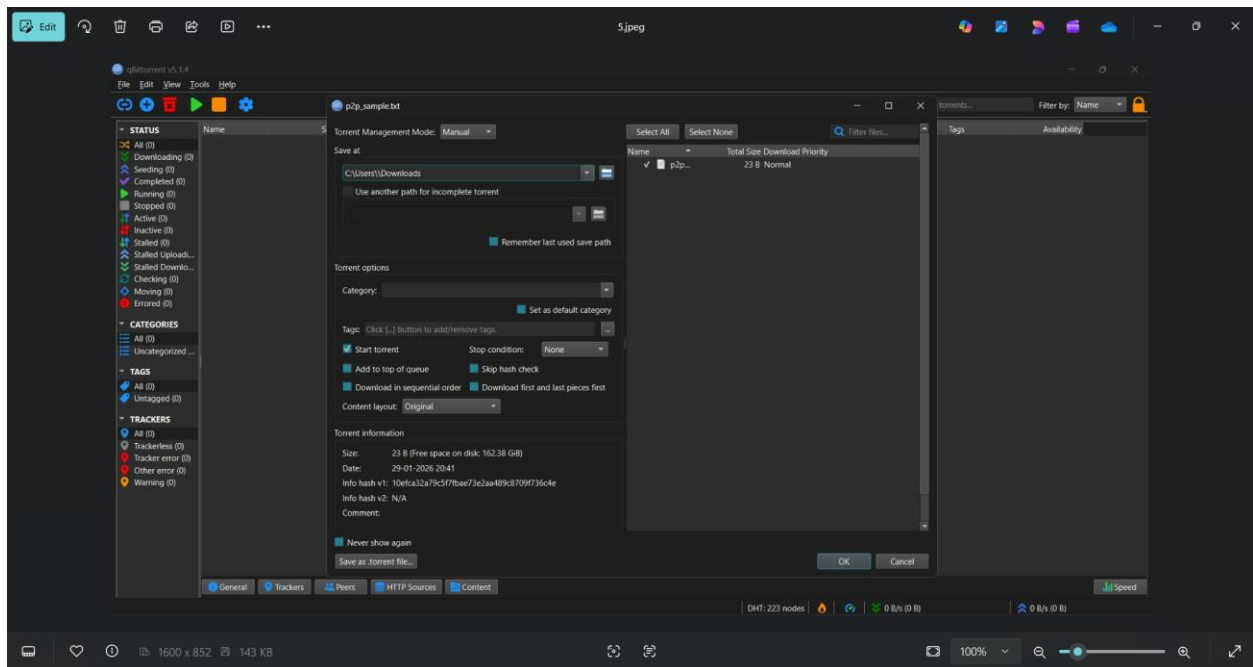 Edit
5.jpeg
qBittorrent v5.1.4
File Edit View Tools Help
torrents...
Filter by: Name
STATUS
All (0)
Downloading (0)
Seeding (0)
Completed (0)
Running (0)
Stopped (0)
Active (0)
Inactive (0)
Stalled (0)
Stalled Uploadi...
Stalled Downlo...
Checking (0)
Moving (0)
Errored (0)
CATEGORIES
All (0)
Uncategorized ...
TAGS
All (0)
Untagged (0)
TRACKERS
All (0)
Trackerless (0)
Tracker error (0)
Other error (0)
Warning (0)
Name S
Tags Availability
p2p_sample.txt
Torrent Management Mode: Manual
Save at
C:\Users\\Downloads
Use another path for incomplete torrent
Remember last used save path
Torrent options
Category:
Set as default category
Tags: Click [...] button to add/remove tags. ...
Start torrent Stop condition: None
Add to top of queue Skip hash check
Download in sequential order Download first and last pieces first
Content layout: Original
Torrent information
Size: 23 B (Free space on disk: 162.38 GiB)
Date: 29-01-2026 20:41
Info hash v1: 10efca32a79c5f7fbae73e2aa489c8709f736c4e
Info hash v2: N/A
Comment:
Never show again
Save as .torrent file...
Select All Select None Filter files...
Name Total Size Download Priority
p2p... 23 B Normal
OK Cancel
General Trackers Peers HTTP Sources Content Speed
DHT: 223 nodes 0 B/s (0 B) 0 B/s (0 B)
1600 x 852 143 KB 100%